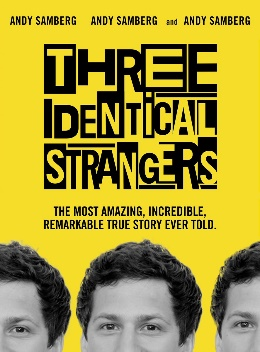 ANDY SAMBERG ANDY SAMBERG and ANDY SAMBERG
THREE
IDENTICAL
STRANGERS
THE MOST AMAZING, INCREDIBLE,
REMARKABLE TRUE STORY EVER TOLD.